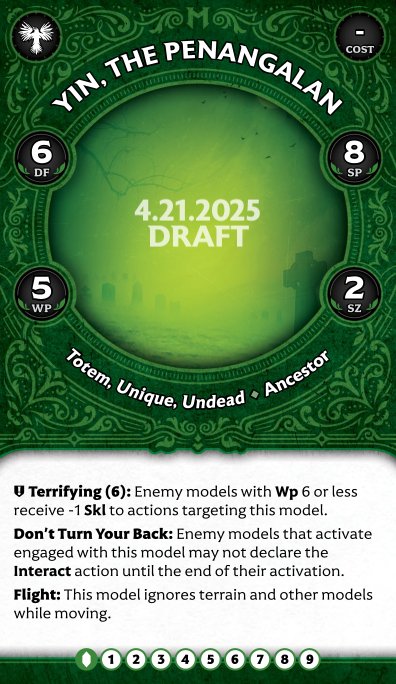 M
-
COST
YIN, THE PENANGALAN
6
DF
8
SP
4.21.2025
DRAFT
5
WP
2
SZ
Totem, Unique, Undead ◆ Ancestor
Terrifying (6): Enemy models with Wp 6 or less
receive -1 Skl to actions targeting this model.
Don't Turn Your Back: Enemy models that activate
engaged with this model may not declare the
Interact action until the end of their activation.
Flight: This model ignores terrain and other models
while moving.
1 2 3 4 5 6 7 8 9